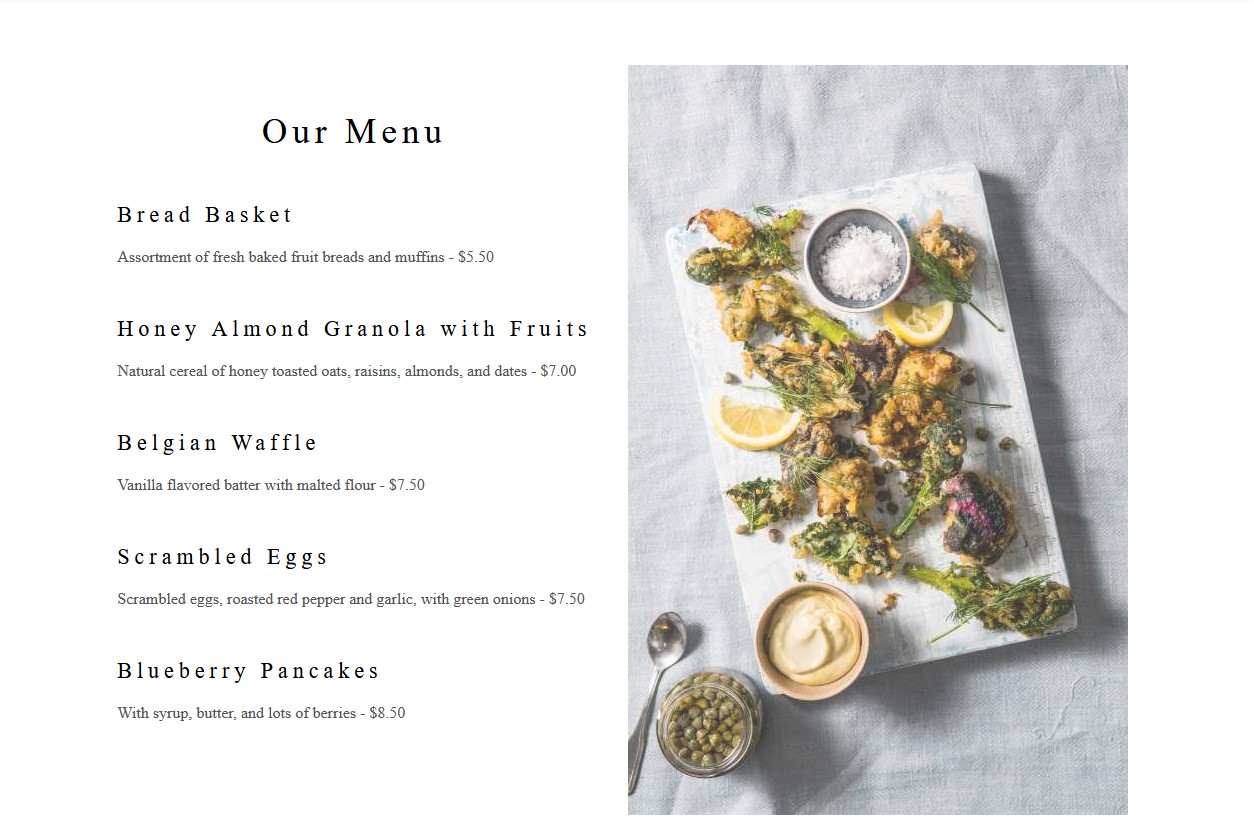 Our Menu
Bread Basket
Assortment of fresh baked fruit breads and muffins - $5.50
Honey Almond Granola with Fruits
Natural cereal of honey toasted oats, raisins, almonds, and dates - $7.00
Belgian Waffle
Vanilla flavored batter with malted flour - $7.50
Scrambled Eggs
Scrambled eggs, roasted red pepper and garlic, with green onions - $7.50
Blueberry Pancakes
With syrup, butter, and lots of berries - $8.50